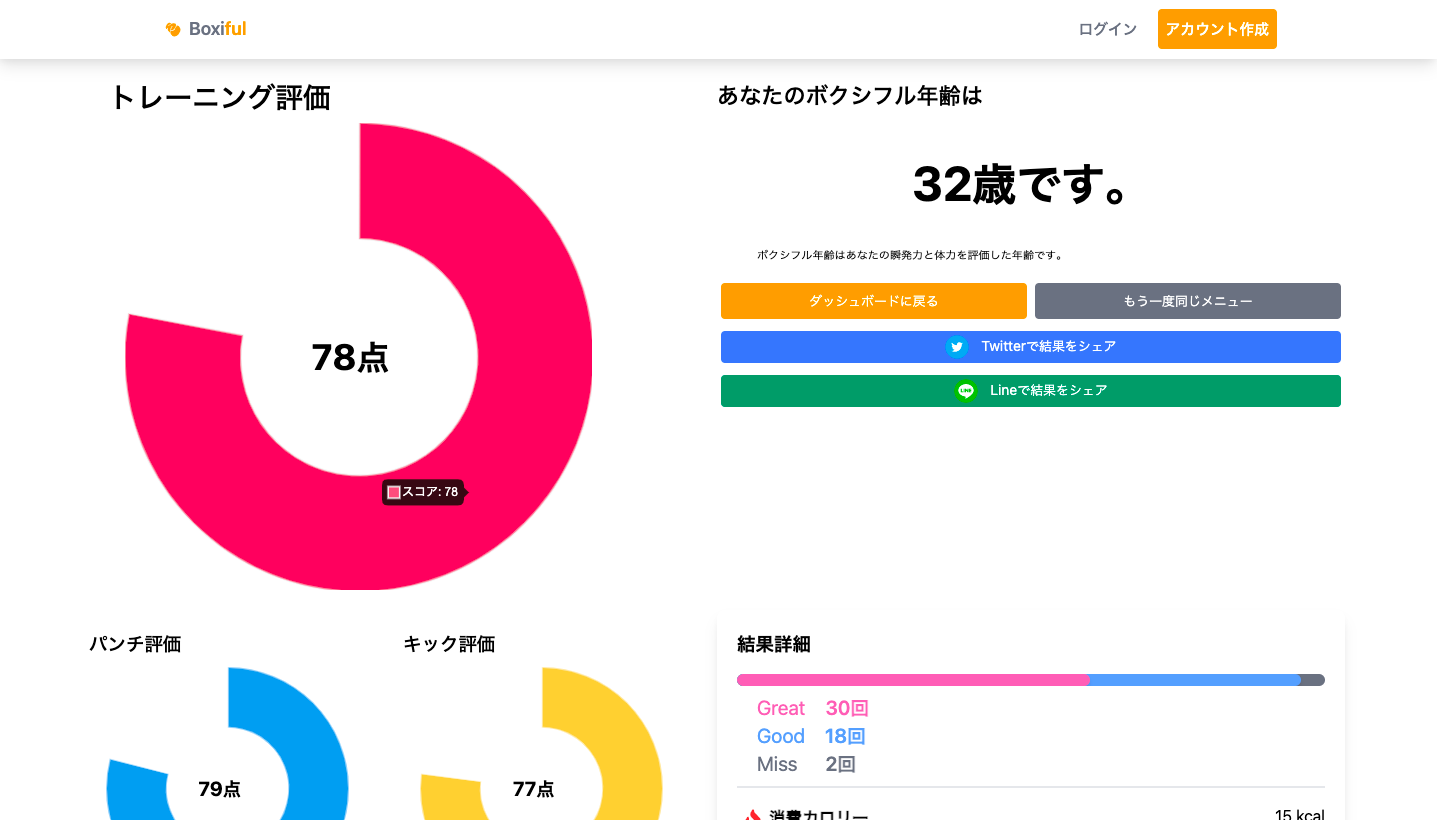 Boxiful
ログイン
アカウント作成
トレーニング評価
78点
スコア: 78
あなたのボクシフル年齢は
32歳です。
ボクシフル年齢はあなたの瞬発力と体力を評価した年齢です。
ダッシュボードに戻る
もう一度同じメニュー
Twitterで結果をシェア
LINE
Lineで結果をシェア
パンチ評価
79点
キック評価
77点
結果詳細
Great 30回
Good 18回
Miss 2回
消費カロリー 15 kcal